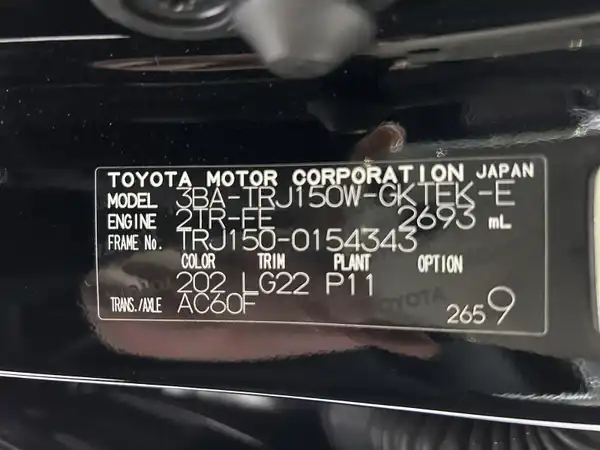 TOYOTA MOTOR CORPORATION JAPAN
MODEL 3BA-TRJ150W-GKTEK-E
ENGINE 2TR-FE 2693 mL
FRAME No. TRJ150-0154343
COLOR TRIM PLANT OPTION
202 LG22 P11
TRANS./AXLE AC60F
2659